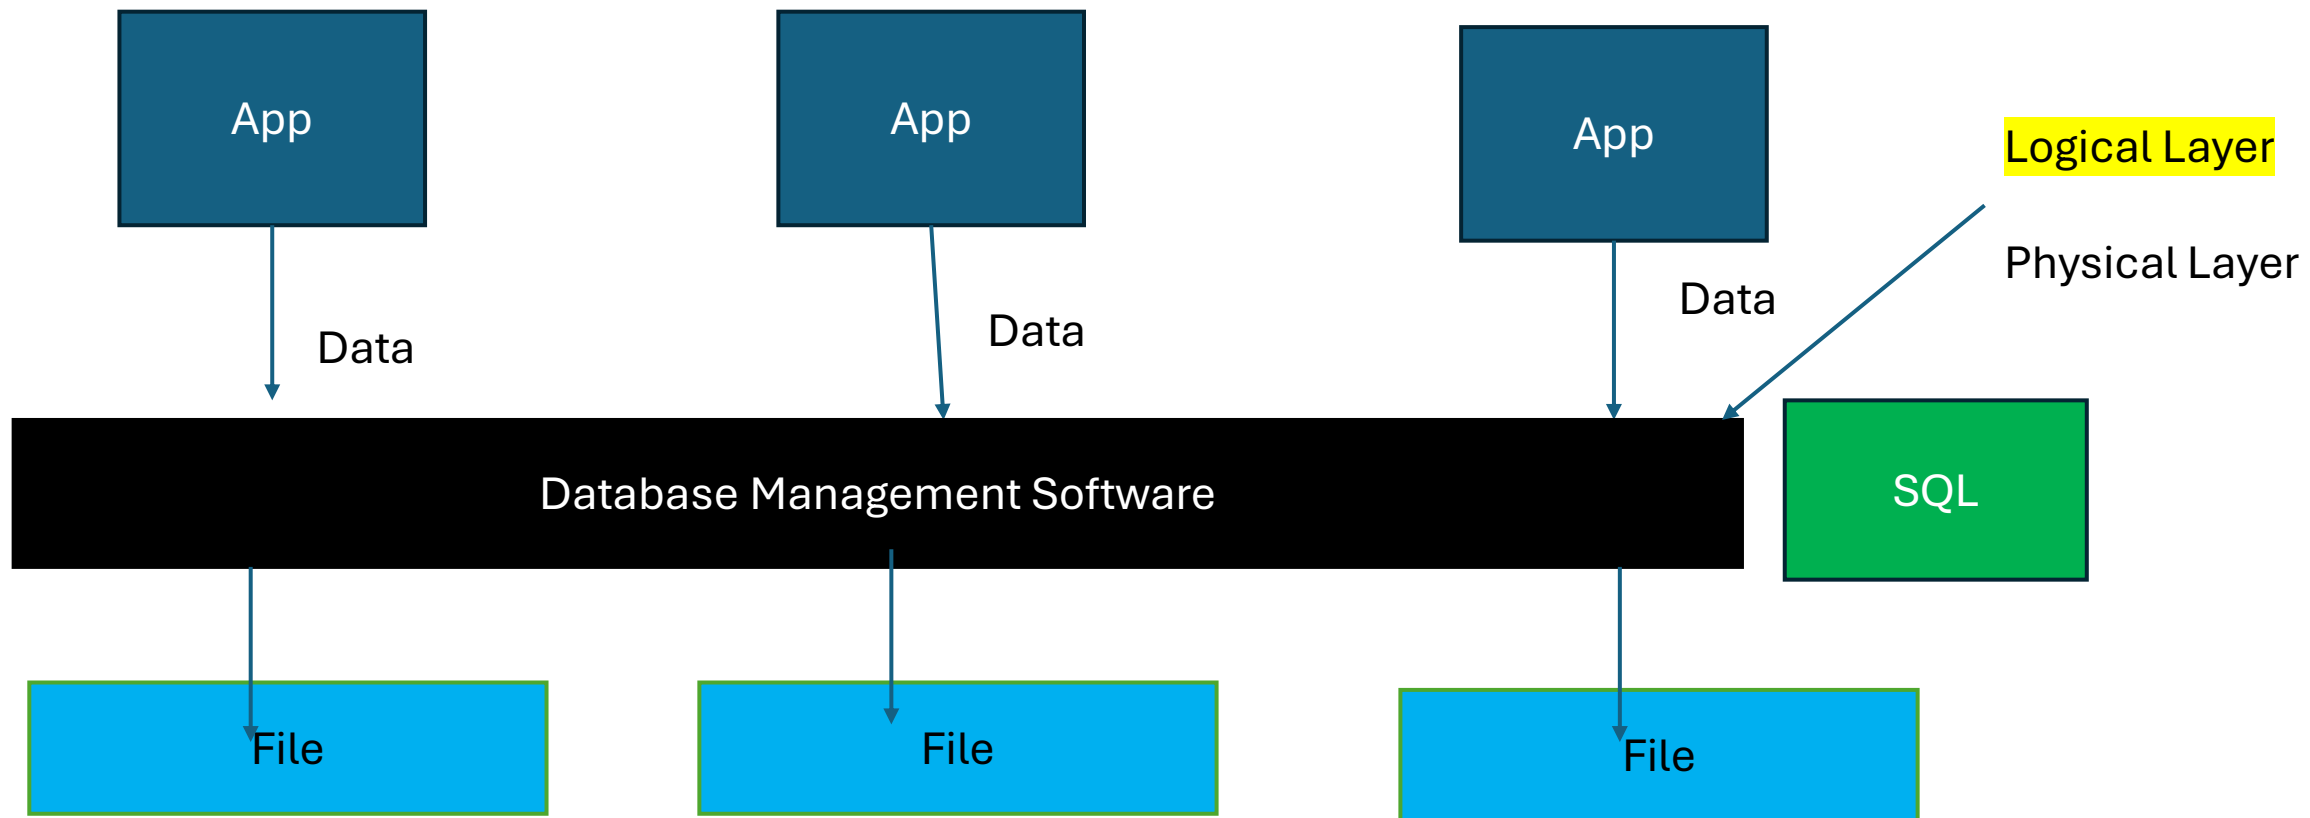 App
App
App
Logical Layer
Physical Layer
Data
Data
Data
Database Management Software
SQL
File
File
File